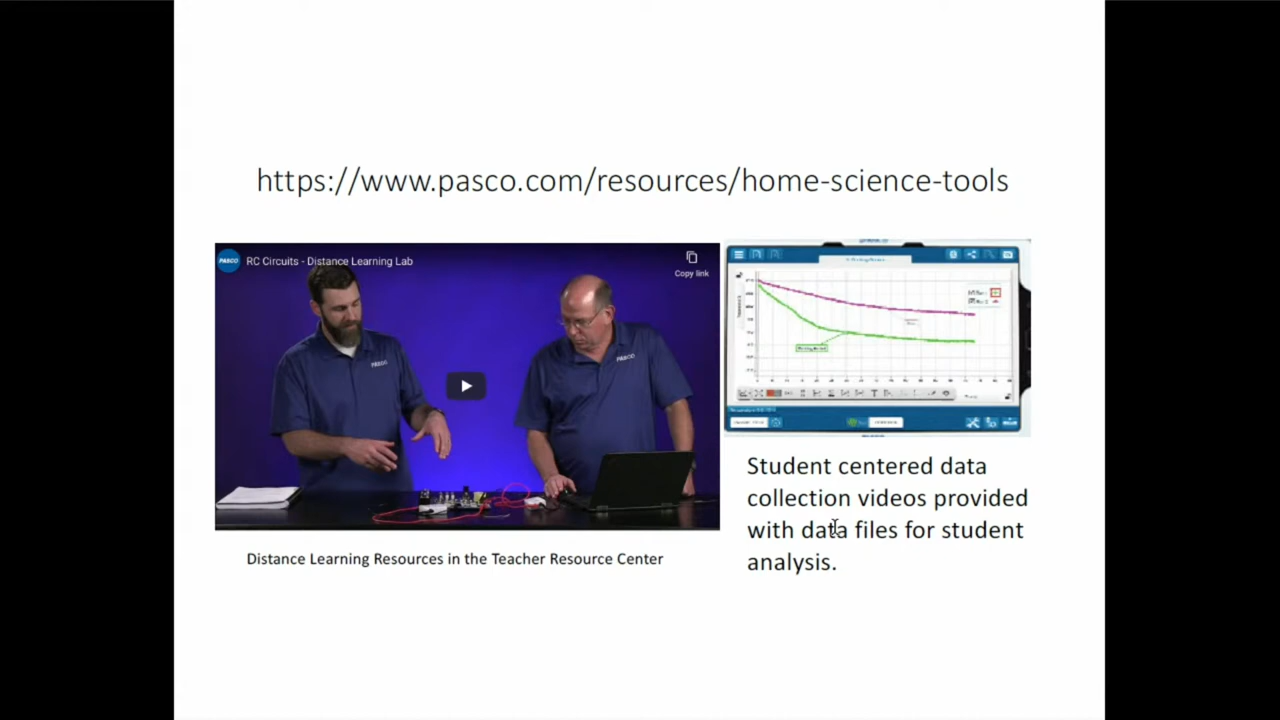 https://www.pasco.com/resources/home-science-tools
PASCO
RC Circuits - Distance Learning Lab
Copy link
PASCO
PASCO
Distance Learning Resources in the Teacher Resource Center
Student centered data
collection videos provided
with data files for student
analysis.